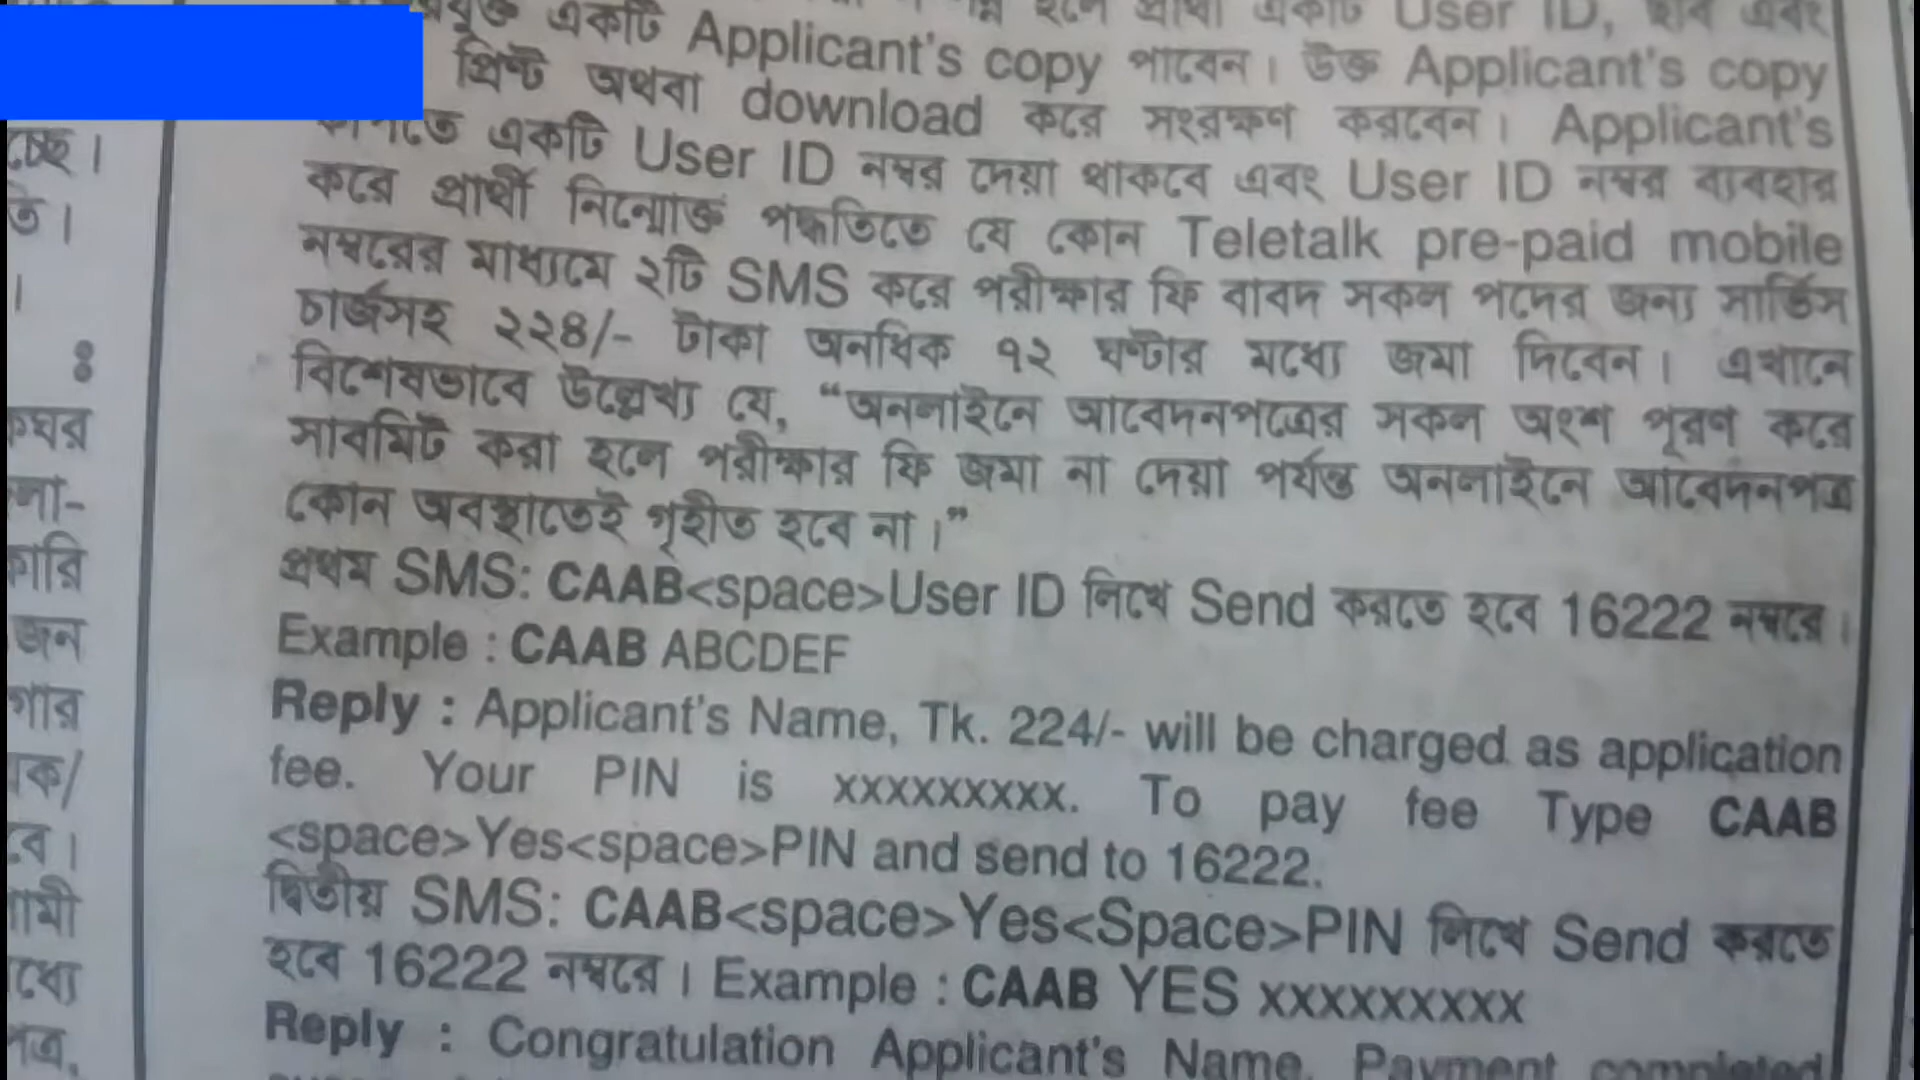 একটি Applicant's copy পাবেন। উক্ত Applicant's copy
প্রিন্ট অথবা download করে সংরক্ষণ করবেন। Applicant's
একটি User ID নম্বর দেয়া থাকবে এবং User ID নম্বর ব্যবহার
করে প্রার্থী নিন্মোক্ত পদ্ধতিতে যে কোন Teletalk pre-paid mobile
নম্বরের মাধ্যমে ২টি SMS করে পরীক্ষার ফি বাবদ সকল পদের জন্য সার্ভিস
চার্জসহ ২২৪/- টাকা অনধিক ৭২ ঘণ্টার মধ্যে জমা দিবেন। এখানে
বিশেষভাবে উল্লেখ্য যে, “অনলাইনে আবেদনপত্রের সকল অংশ পূরণ করে
সাবমিট করা হলে পরীক্ষার ফি জমা না দেয়া পর্যন্ত অনলাইনে আবেদনপত্র
কোন অবস্থাতেই গৃহীত হবে না।”
প্রথম SMS: CAAB<space>User ID লিখে Send করতে হবে 16222 নম্বরে।
Example : CAAB ABCDEF
Reply : Applicant's Name, Tk. 224/- will be charged as application
fee. Your PIN is xxxxxxxxx. To pay fee Type CAAB
<space>Yes<space>PIN and send to 16222.
দ্বিতীয় SMS: CAAB<space>Yes<Space>PIN লিখে Send করতে
হবে 16222 নম্বরে। Example : CAAB YES xxxxxxxxxx
Reply : Congratulation Applicant's Name, Payment completed